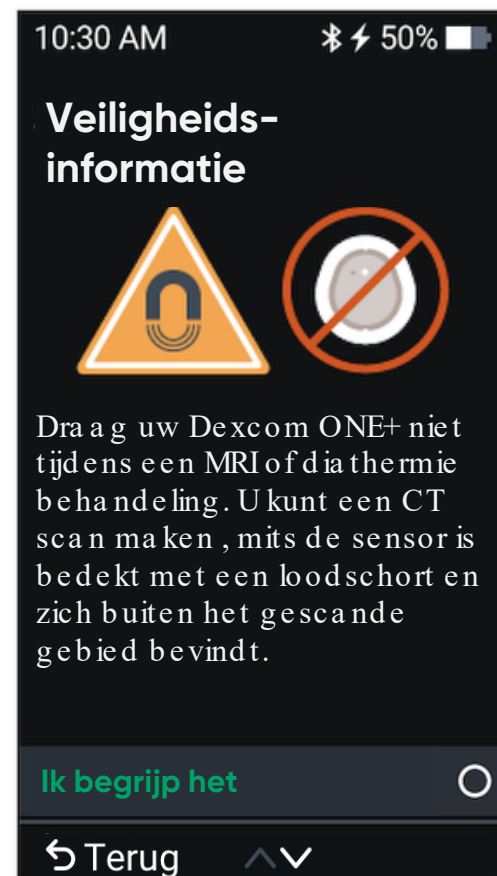 10:30 AM 50%
Veiligheids-
informatie
Draag uw Dexcom ONE+ niet
tijdens een MRI of diathermie
behandeling. U kunt een CT
scan maken, mits de sensor is
bedekt met een loodschort en
zich buiten het gescande
gebied bevindt.
Ik begrijp het
Terug